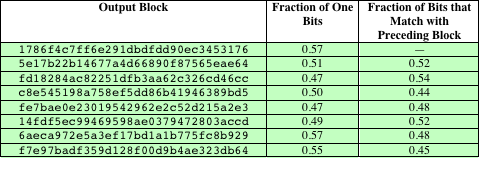 Output Block
Fraction of One Bits
Fraction of Bits that Match with Preceding Block
1786f4c7ff6e291dbdfdd90ec3453176 0.57 —
5e17b22b14677a4d66890f87565eae64 0.51 0.52
fd18284ac82251dfb3aa62c326cd46cc 0.47 0.54
c8e545198a758ef5dd86b41946389bd5 0.50 0.44
fe7bae0e23019542962e2c52d215a2e3 0.47 0.48
14fdf5ec99469598ae0379472803accd 0.49 0.52
6aeca972e5a3ef17bd1a1b775fc8b929 0.57 0.48
f7e97badf359d128f00d9b4ae323db64 0.55 0.45